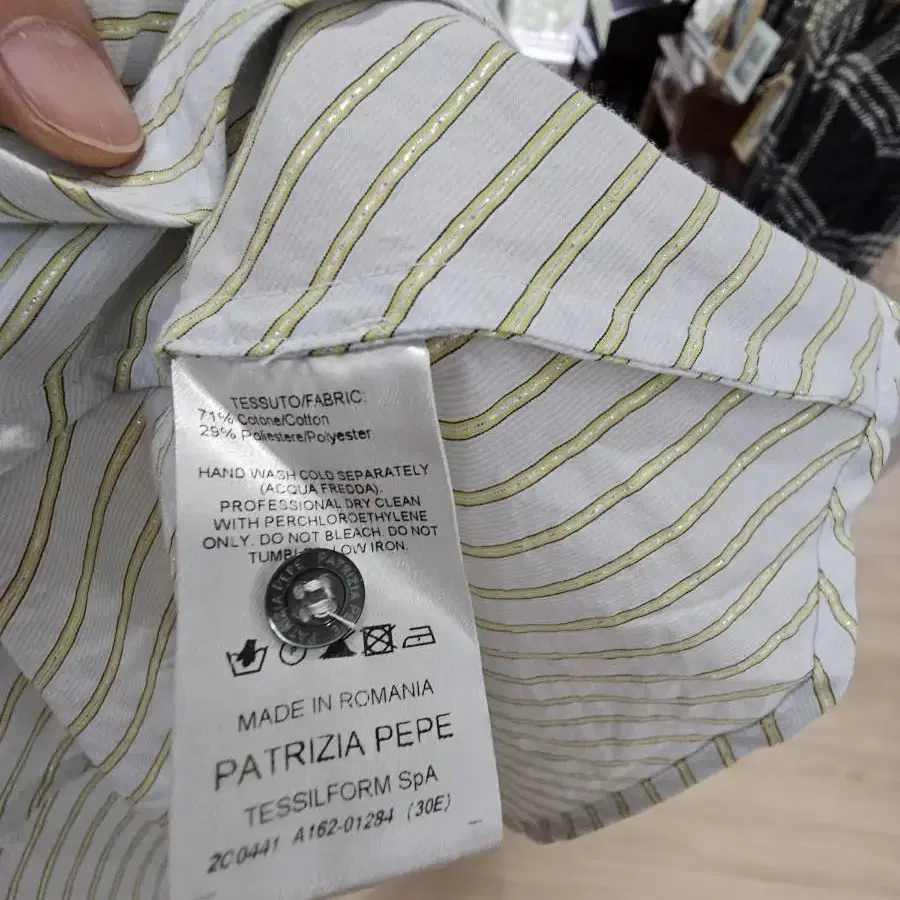 TESSUTO/FABRIC:
71% Cotone/Cotton
29% Poliestere/Polyester
HAND WASH COLD SEPARATELY
(ACQUA FREDDA).
PROFESSIONAL DRY CLEAN
WITH PERCHLOROETHYLENE
ONLY. DO NOT BLEACH. DO NOT
LOW IRON.
PATRIZIA PEPE
MADE IN ROMANIA
PATRIZIA PEPE
TESSILFORM SpA
2C0441 A162-01284 (30E)